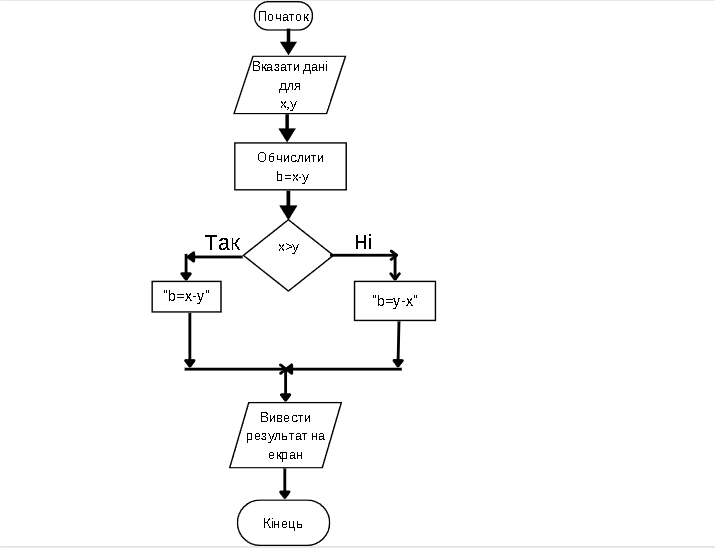 Початок
Вказати дані
для
x,y
Обчислити
b=x-y
x>y
Так
Ні
"b=x-y"
"b=y-x"
Вивести
результат на
екран
Кінець